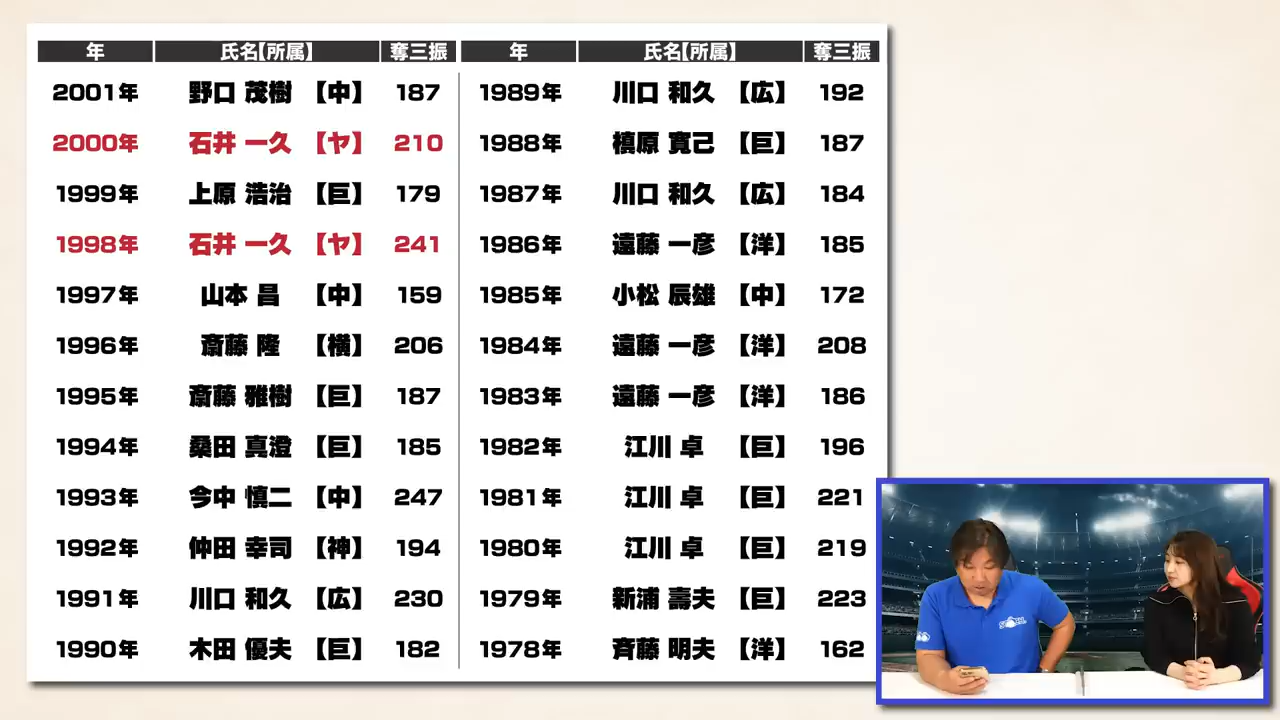 年 氏名【所属】 奪三振
2001年 野口 茂樹 【中】 187
2000年 石井 一久 【ヤ】 210
1999年 上原 浩治 【巨】 179
1998年 石井 一久 【ヤ】 241
1997年 山本 昌 【中】 159
1996年 斎藤 隆 【横】 206
1995年 斎藤 雅樹 【巨】 187
1994年 桑田 真澄 【巨】 185
1993年 今中 慎二 【中】 247
1992年 仲田 幸司 【神】 194
1991年 川口 和久 【広】 230
1990年 木田 優夫 【巨】 182
年 氏名【所属】 奪三振
1989年 川口 和久 【広】 192
1988年 槙原 寛己 【巨】 187
1987年 川口 和久 【広】 184
1986年 遠藤 一彦 【洋】 185
1985年 小松 辰雄 【中】 172
1984年 遠藤 一彦 【洋】 208
1983年 遠藤 一彦 【洋】 186
1982年 江川 卓 【巨】 196
1981年 江川 卓 【巨】 221
1980年 江川 卓 【巨】 219
1979年 新浦 壽夫 【巨】 223
1978年 斉藤 明夫 【洋】 162